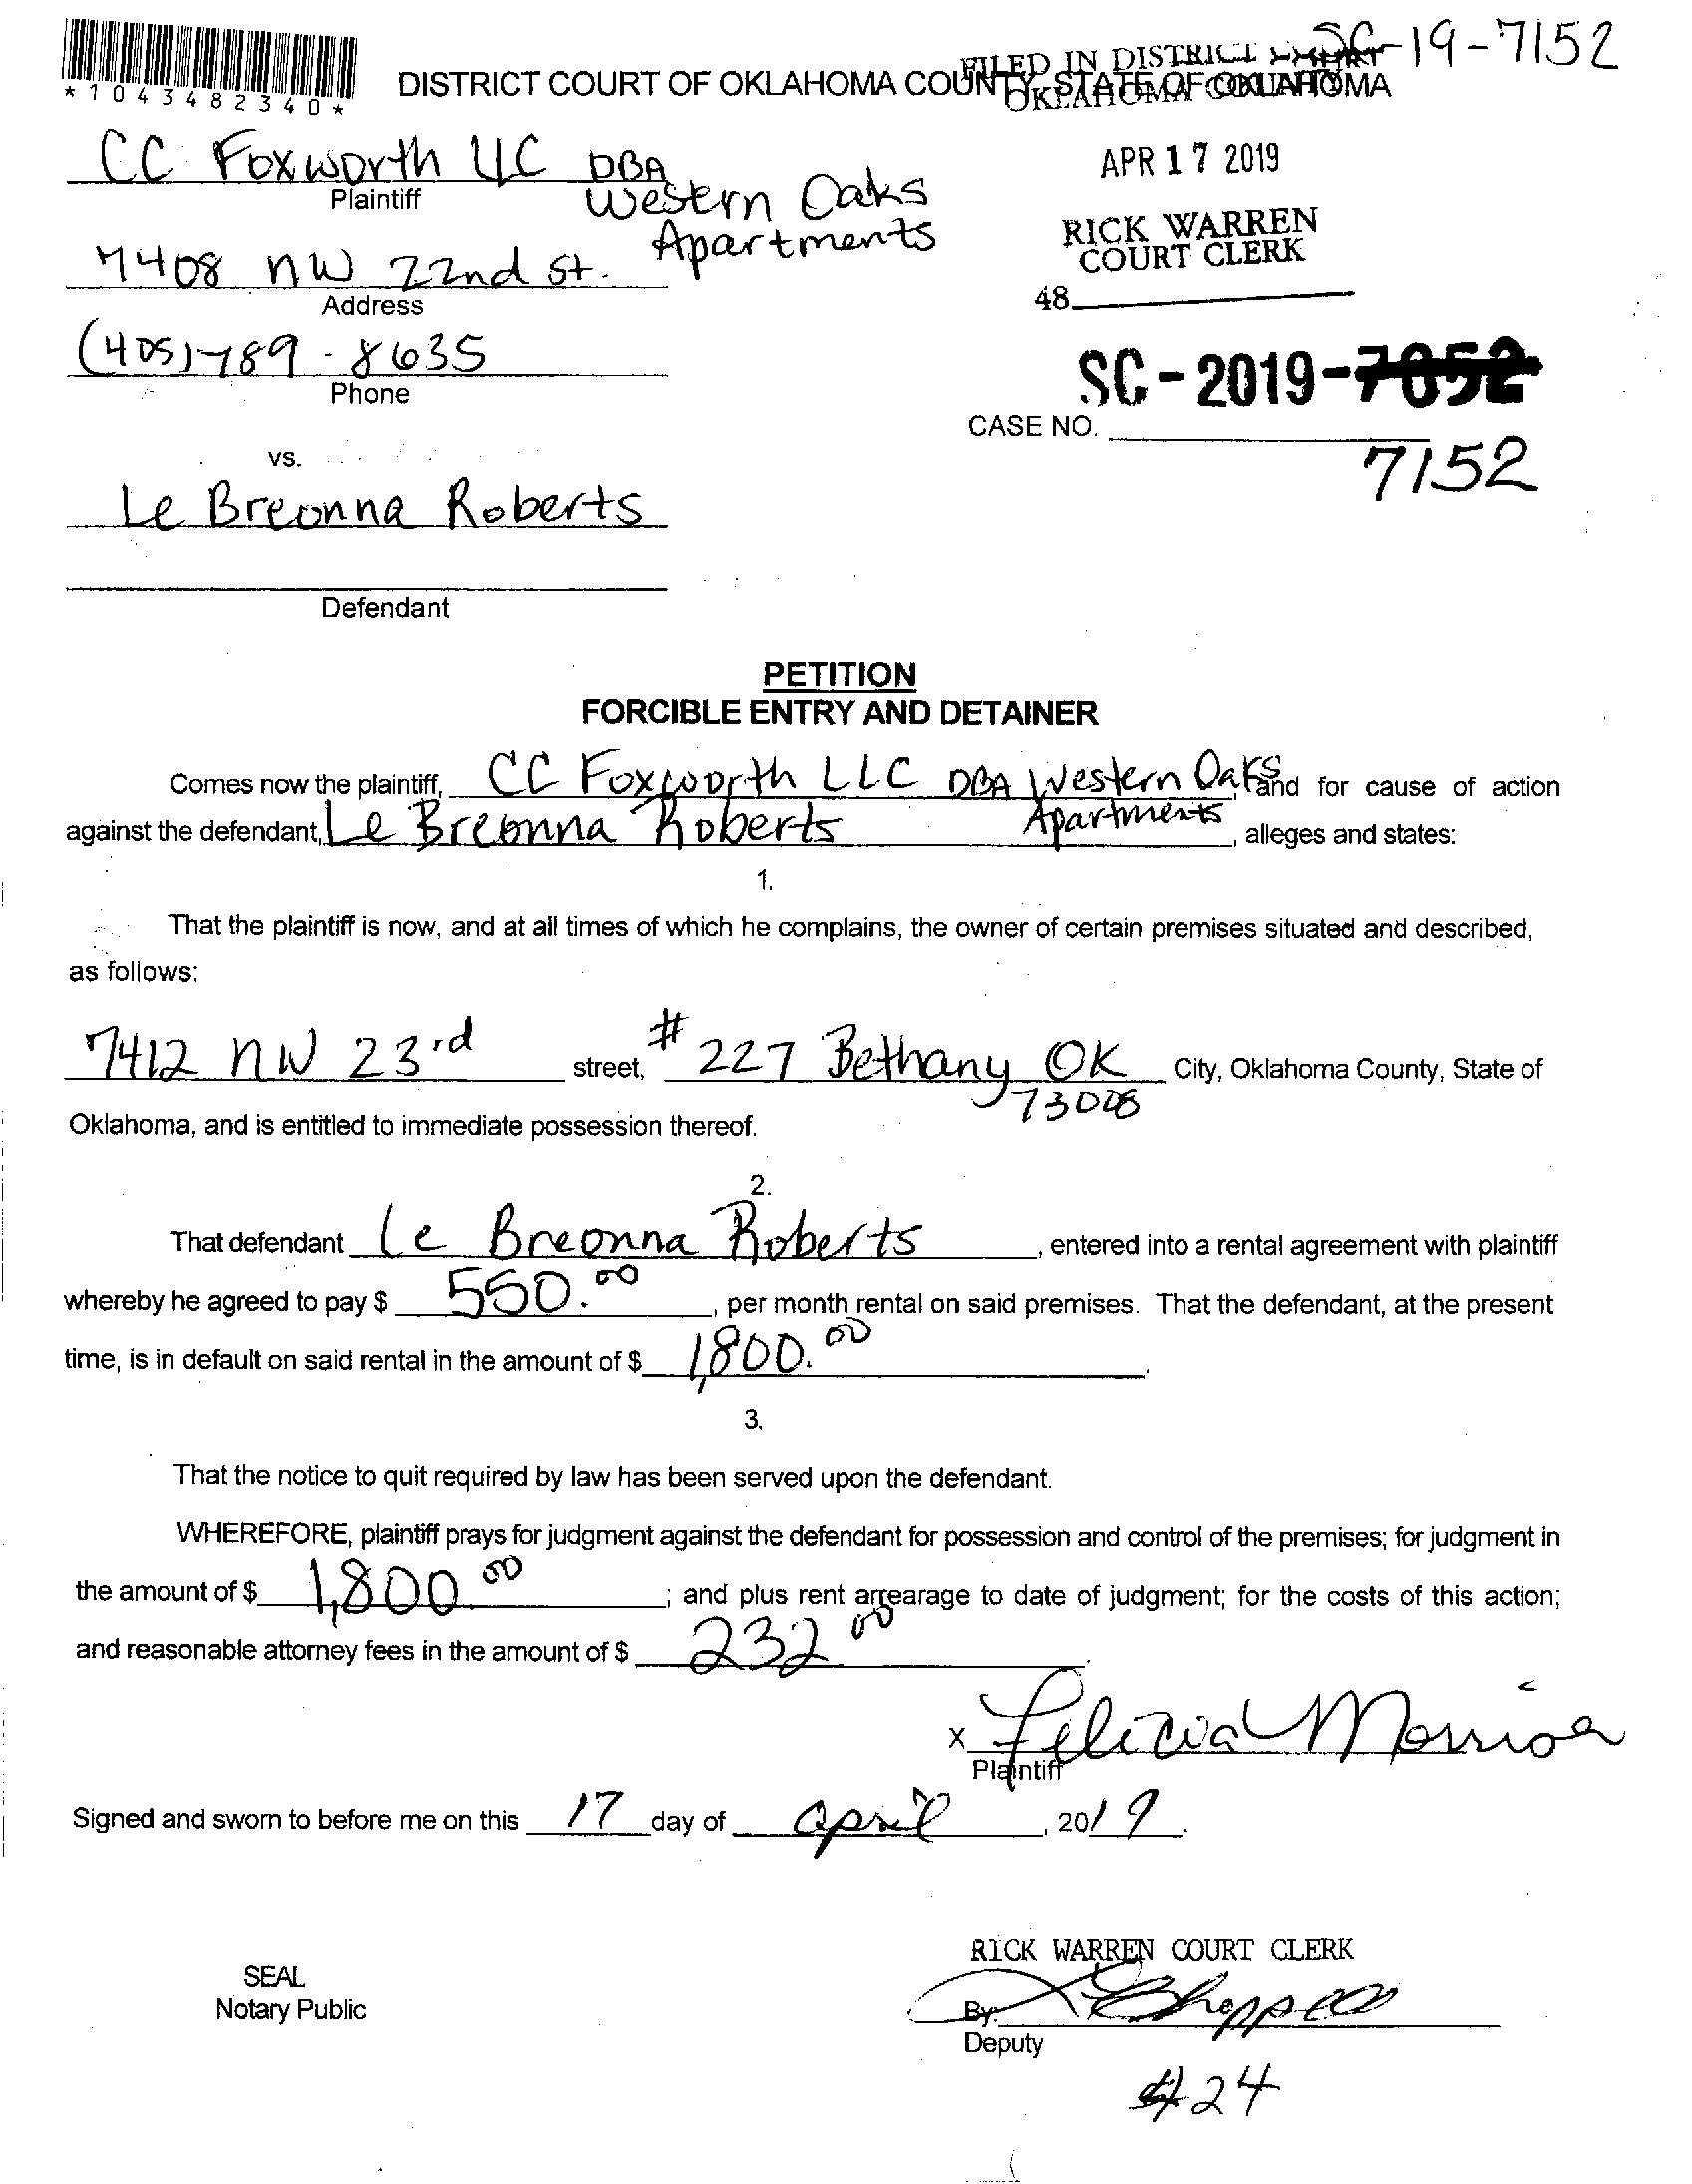 SC-19-7152
*1043482340*
DISTRICT COURT OF OKLAHOMA COUNTY, STATE OF OKLAHOMA
FILED IN DISTRICT COURT
OKLAHOMA COUNTY
CC Foxworth LLC DBA
Plaintiff
Western Oaks
Apartments
APR 17 2019
RICK WARREN
COURT CLERK
48
7408 NW 22nd St.
Address
(405) 789-8635
Phone
SC-2019-7052
CASE NO.
7152
vs.
Le Breonna Roberts
Defendant
PETITION
FORCIBLE ENTRY AND DETAINER
Comes now the plaintiff, CC Foxworth LLC DBA Western Oaks and for cause of action
Apartments
against the defendant, Le Breonna Roberts, alleges and states:
1.
That the plaintiff is now, and at all times of which he complains, the owner of certain premises situated and described,
as follows:
7412 NW 23rd street, #227 Bethany OK City, Oklahoma County, State of
73008
Oklahoma, and is entitled to immediate possession thereof.
2.
That defendant Le Breonna Roberts, entered into a rental agreement with plaintiff
whereby he agreed to pay $ 550.00, per month rental on said premises. That the defendant, at the present
time, is in default on said rental in the amount of $ 1,800.00.
3.
That the notice to quit required by law has been served upon the defendant.
WHEREFORE, plaintiff prays for judgment against the defendant for possession and control of the premises; for judgment in
the amount of $ 1,800.00; and plus rent arrearage to date of judgment; for the costs of this action;
and reasonable attorney fees in the amount of $ 232 00.
X Felicia Morrison
Plaintiff
Signed and sworn to before me on this 17 day of april, 2019.
RICK WARREN COURT CLERK
SEAL
Notary Public
By:
Deputy
#24